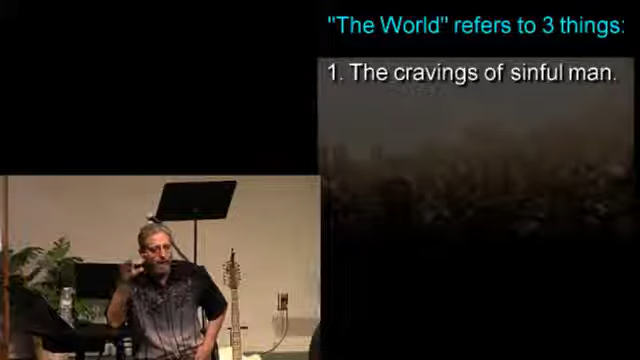 "The World" refers to 3 things:
1. The cravings of sinful man.